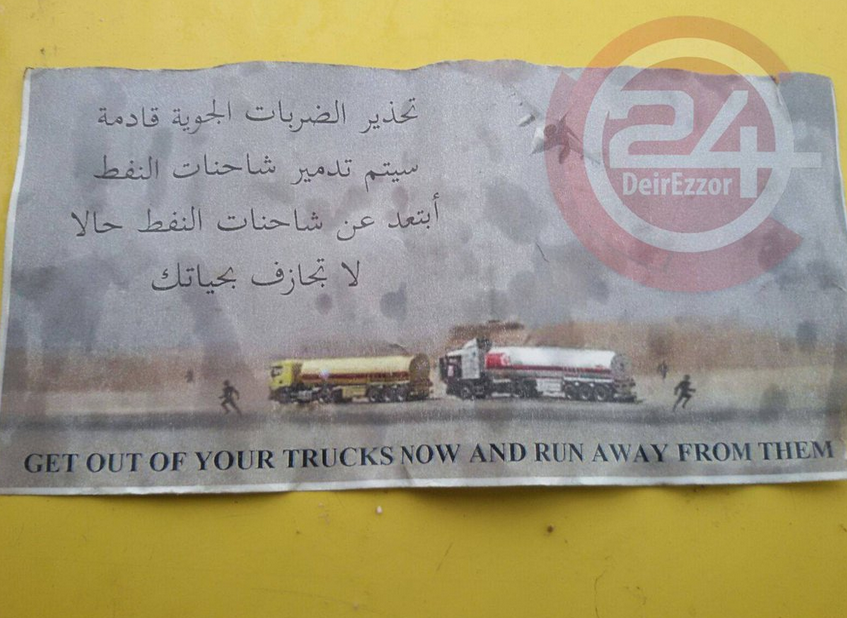 تحذير الضربات الجوية قادمة
سيتم تدمير شاحنات النفط
أبتعد عن شاحنات النفط حالا
لا تجازف بحياتك
24
DeirEzzor
GET OUT OF YOUR TRUCKS NOW AND RUN AWAY FROM THEM